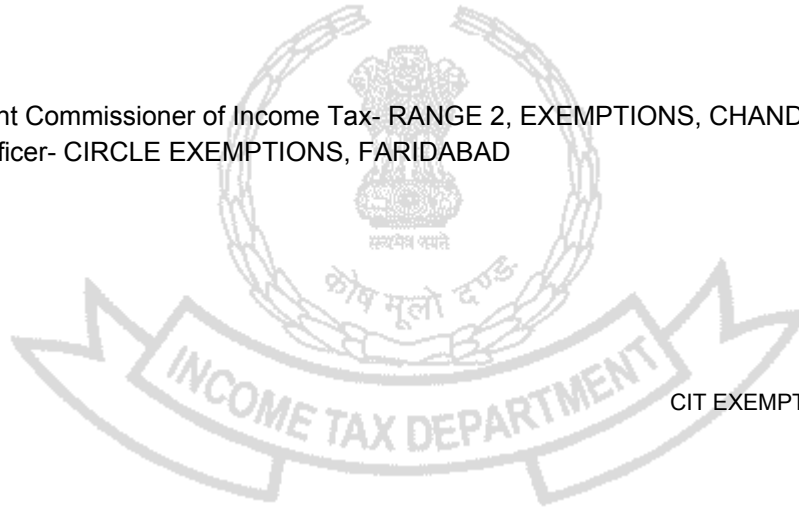 nt Commissioner of Income Tax- RANGE 2, EXEMPTIONS, CHAND
ficer- CIRCLE EXEMPTIONS, FARIDABAD
सत्यमेव जयते
कोष मूलो दण्डः
INCOME TAX DEPARTMENT
CIT EXEMPT